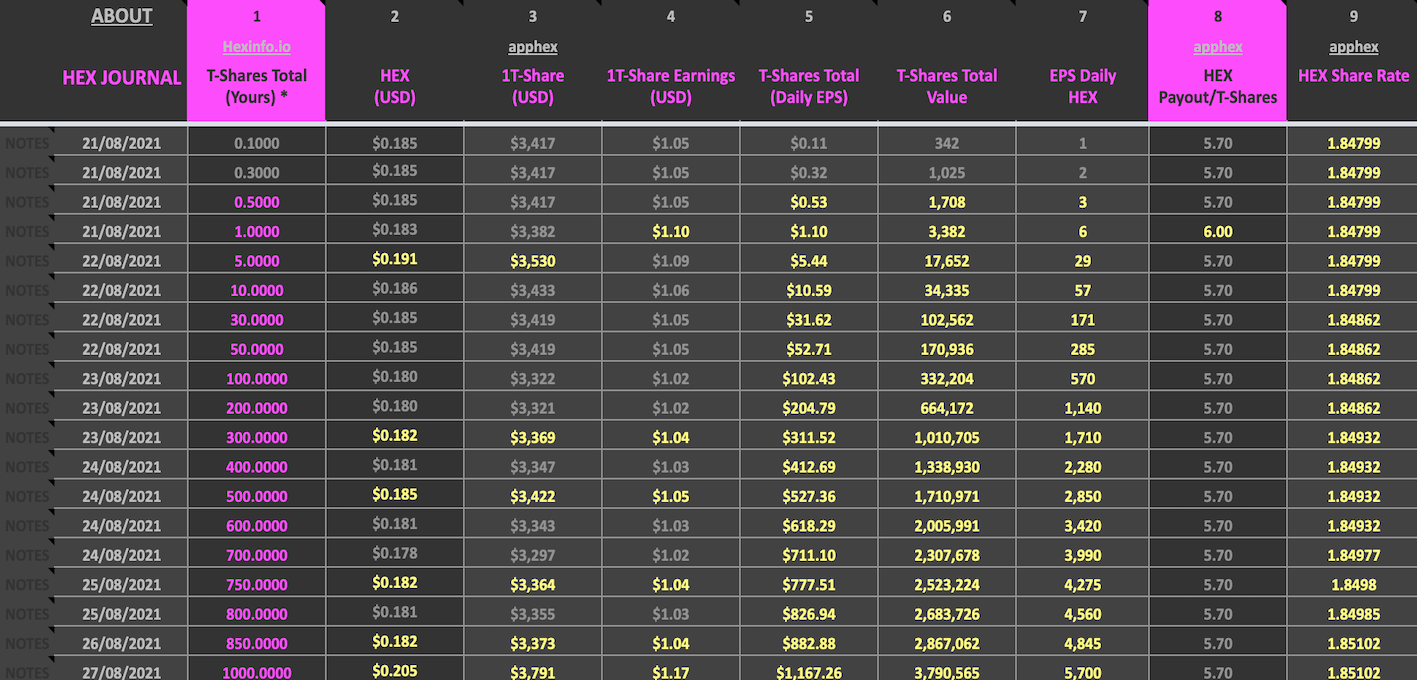 ABOUT 1 2 3 4 5 6 7 8 9
Hexinfo.io apphex apphex apphex
HEX JOURNAL T-Shares Total HEX 1T-Share 1T-Share Earnings T-Shares Total T-Shares Total EPS Daily HEX HEX Share Rate
(Yours) * (USD) (USD) (USD) (Daily EPS) Value HEX Payout/T-Shares
NOTES 21/08/2021 0.1000 $0.185 $3,417 $1.05 $0.11 342 1 5.70 1.84799
NOTES 21/08/2021 0.3000 $0.185 $3,417 $1.05 $0.32 1,025 2 5.70 1.84799
NOTES 21/08/2021 0.5000 $0.185 $3,417 $1.05 $0.53 1,708 3 5.70 1.84799
NOTES 21/08/2021 1.0000 $0.183 $3,382 $1.10 $1.10 3,382 6 6.00 1.84799
NOTES 22/08/2021 5.0000 $0.191 $3,530 $1.09 $5.44 17,652 29 5.70 1.84799
NOTES 22/08/2021 10.0000 $0.186 $3,433 $1.06 $10.59 34,335 57 5.70 1.84799
NOTES 22/08/2021 30.0000 $0.185 $3,419 $1.05 $31.62 102,562 171 5.70 1.84862
NOTES 22/08/2021 50.0000 $0.185 $3,419 $1.05 $52.71 170,936 285 5.70 1.84862
NOTES 23/08/2021 100.0000 $0.180 $3,322 $1.02 $102.43 332,204 570 5.70 1.84862
NOTES 23/08/2021 200.0000 $0.180 $3,321 $1.02 $204.79 664,172 1,140 5.70 1.84862
NOTES 23/08/2021 300.0000 $0.182 $3,369 $1.04 $311.52 1,010,705 1,710 5.70 1.84932
NOTES 24/08/2021 400.0000 $0.181 $3,347 $1.03 $412.69 1,338,930 2,280 5.70 1.84932
NOTES 24/08/2021 500.0000 $0.185 $3,422 $1.05 $527.36 1,710,971 2,850 5.70 1.84932
NOTES 24/08/2021 600.0000 $0.181 $3,343 $1.03 $618.29 2,005,991 3,420 5.70 1.84932
NOTES 24/08/2021 700.0000 $0.178 $3,297 $1.02 $711.10 2,307,678 3,990 5.70 1.84977
NOTES 25/08/2021 750.0000 $0.182 $3,364 $1.04 $777.51 2,523,224 4,275 5.70 1.8498
NOTES 25/08/2021 800.0000 $0.181 $3,355 $1.03 $826.94 2,683,726 4,560 5.70 1.84985
NOTES 26/08/2021 850.0000 $0.182 $3,373 $1.04 $882.88 2,867,062 4,845 5.70 1.85102
NOTES 27/08/2021 1000.0000 $0.205 $3,791 $1.17 $1,167.26 3,790,565 5,700 5.70 1.85102